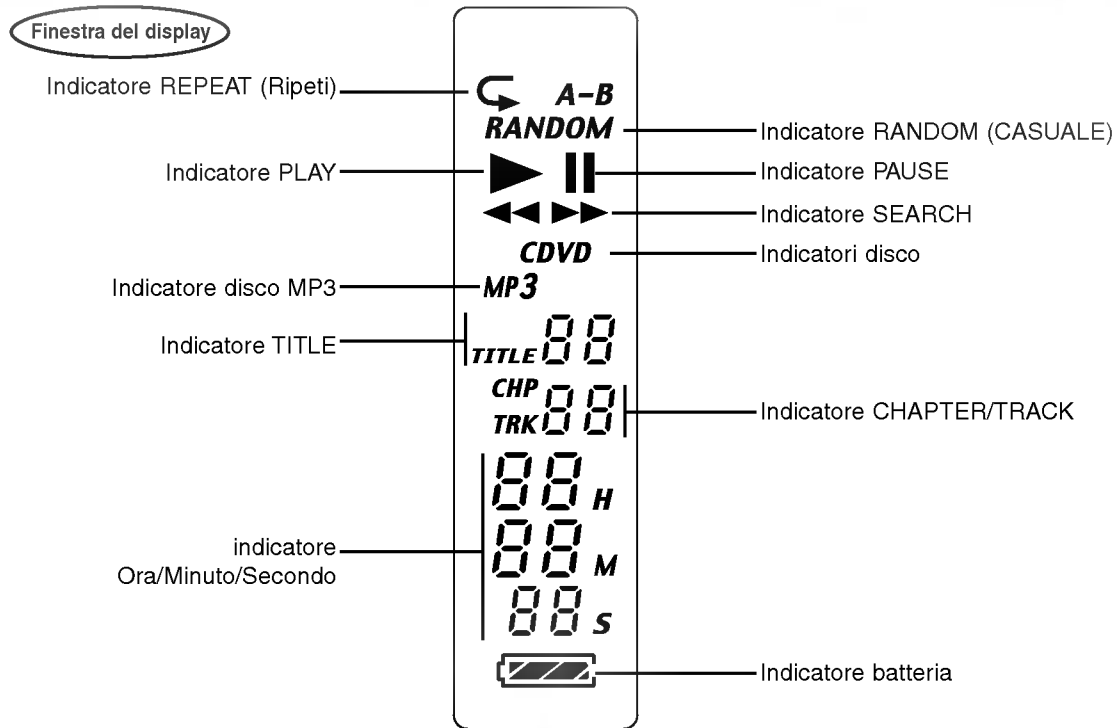 Finestra del display
Indicatore REPEAT (Ripeti)
A-B
RANDOM
Indicatore RANDOM (CASUALE)
Indicatore PLAY
Indicatore PAUSE
Indicatore SEARCH
CDVD
Indicatori disco
Indicatore disco MP3
MP3
Indicatore TITLE
TITLE 88
CHP
TRK 88
Indicatore CHAPTER/TRACK
88 H
88 M
88 S
indicatore
Ora/Minuto/Secondo
Indicatore batteria